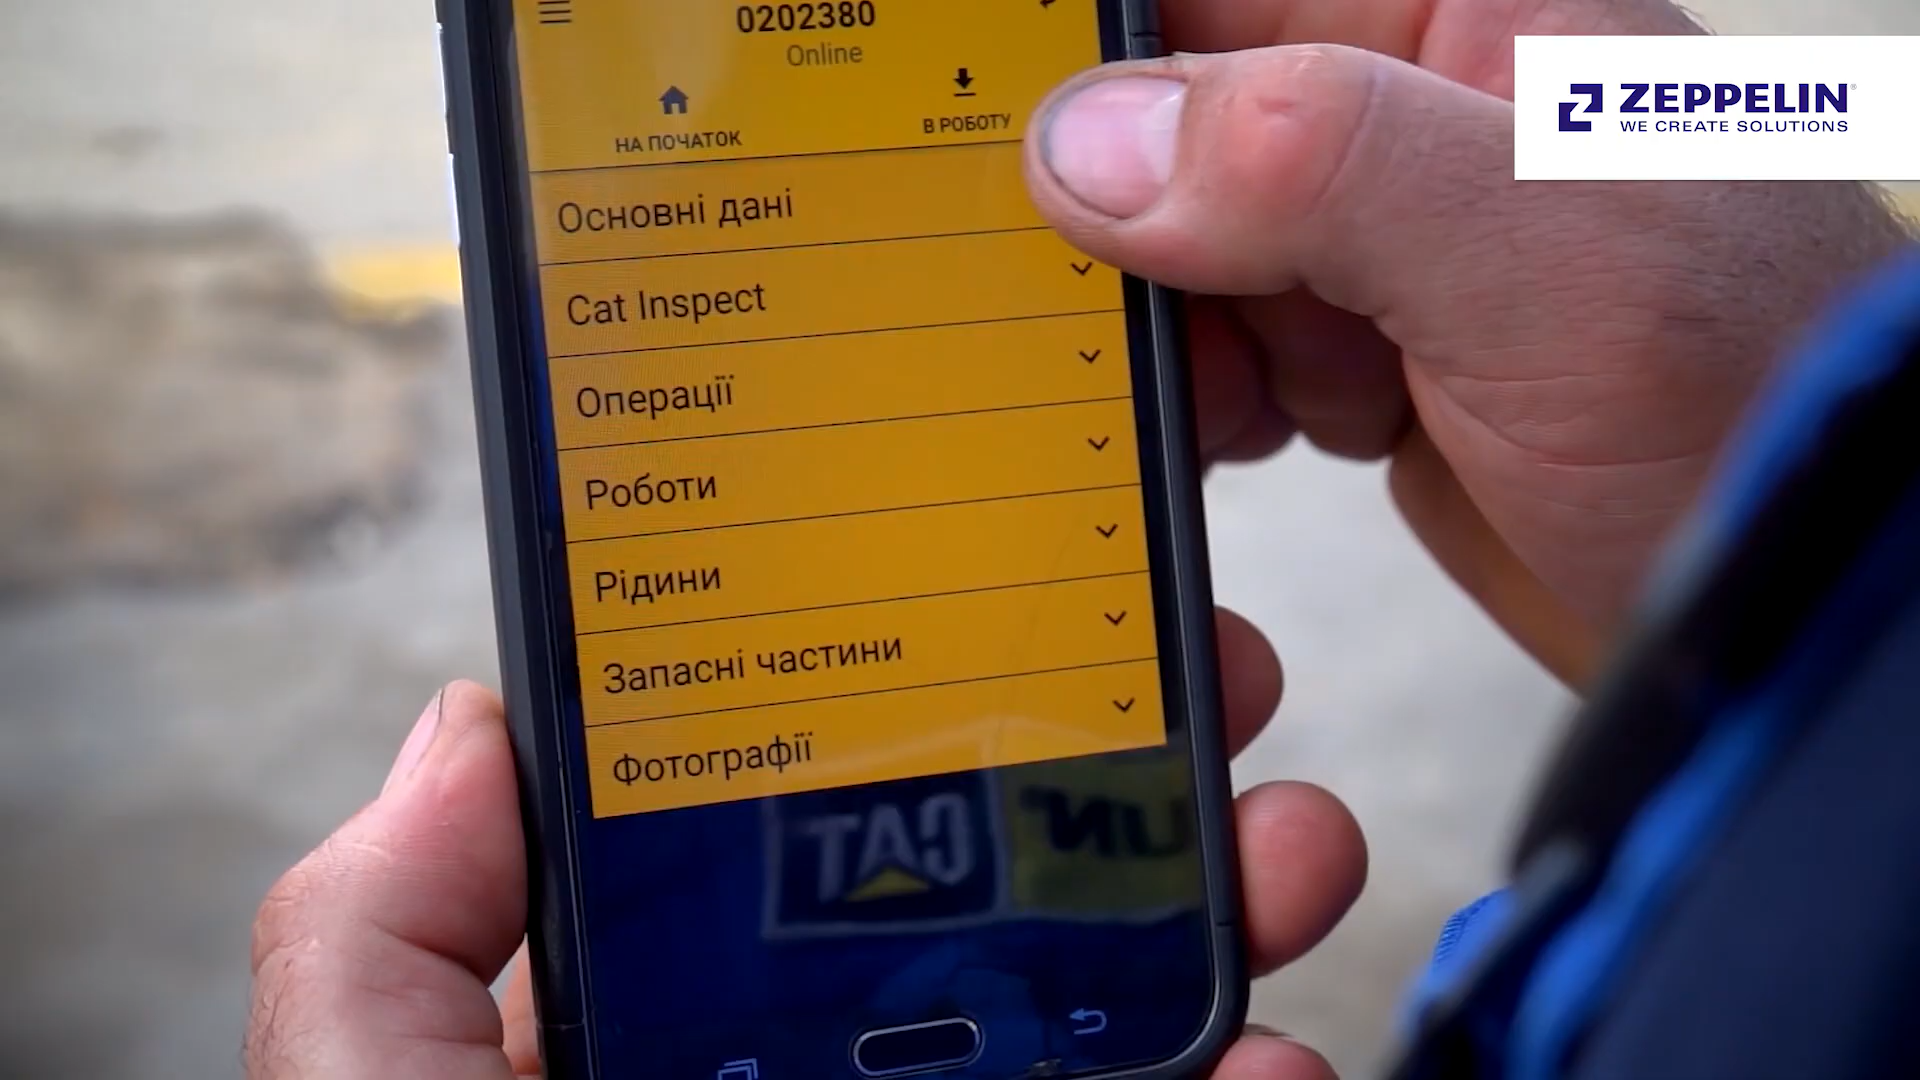 0202380
Online
НА ПОЧАТОК
В РОБОТУ
Основні дані
Cat Inspect
Операції
Роботи
Рідини
Запасні частини
Фотографії
CAT
ZEPPELIN
WE CREATE SOLUTIONS